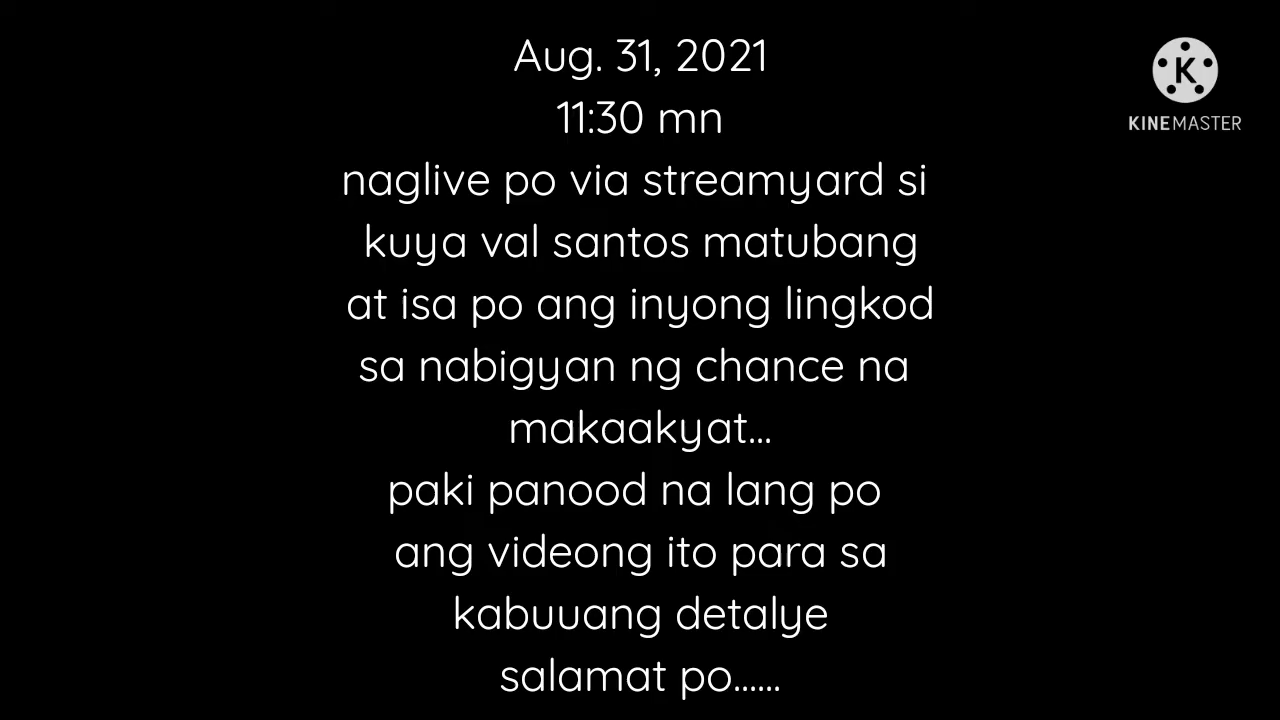 Aug. 31, 2021
11:30 mn
naglive po via streamyard si
kuya val santos matubang
at isa po ang inyong lingkod
sa nabigyan ng chance na
makaakyat...
paki panood na lang po
ang videong ito para sa
kabuuang detalye
salamat po......
K
KINEMASTER